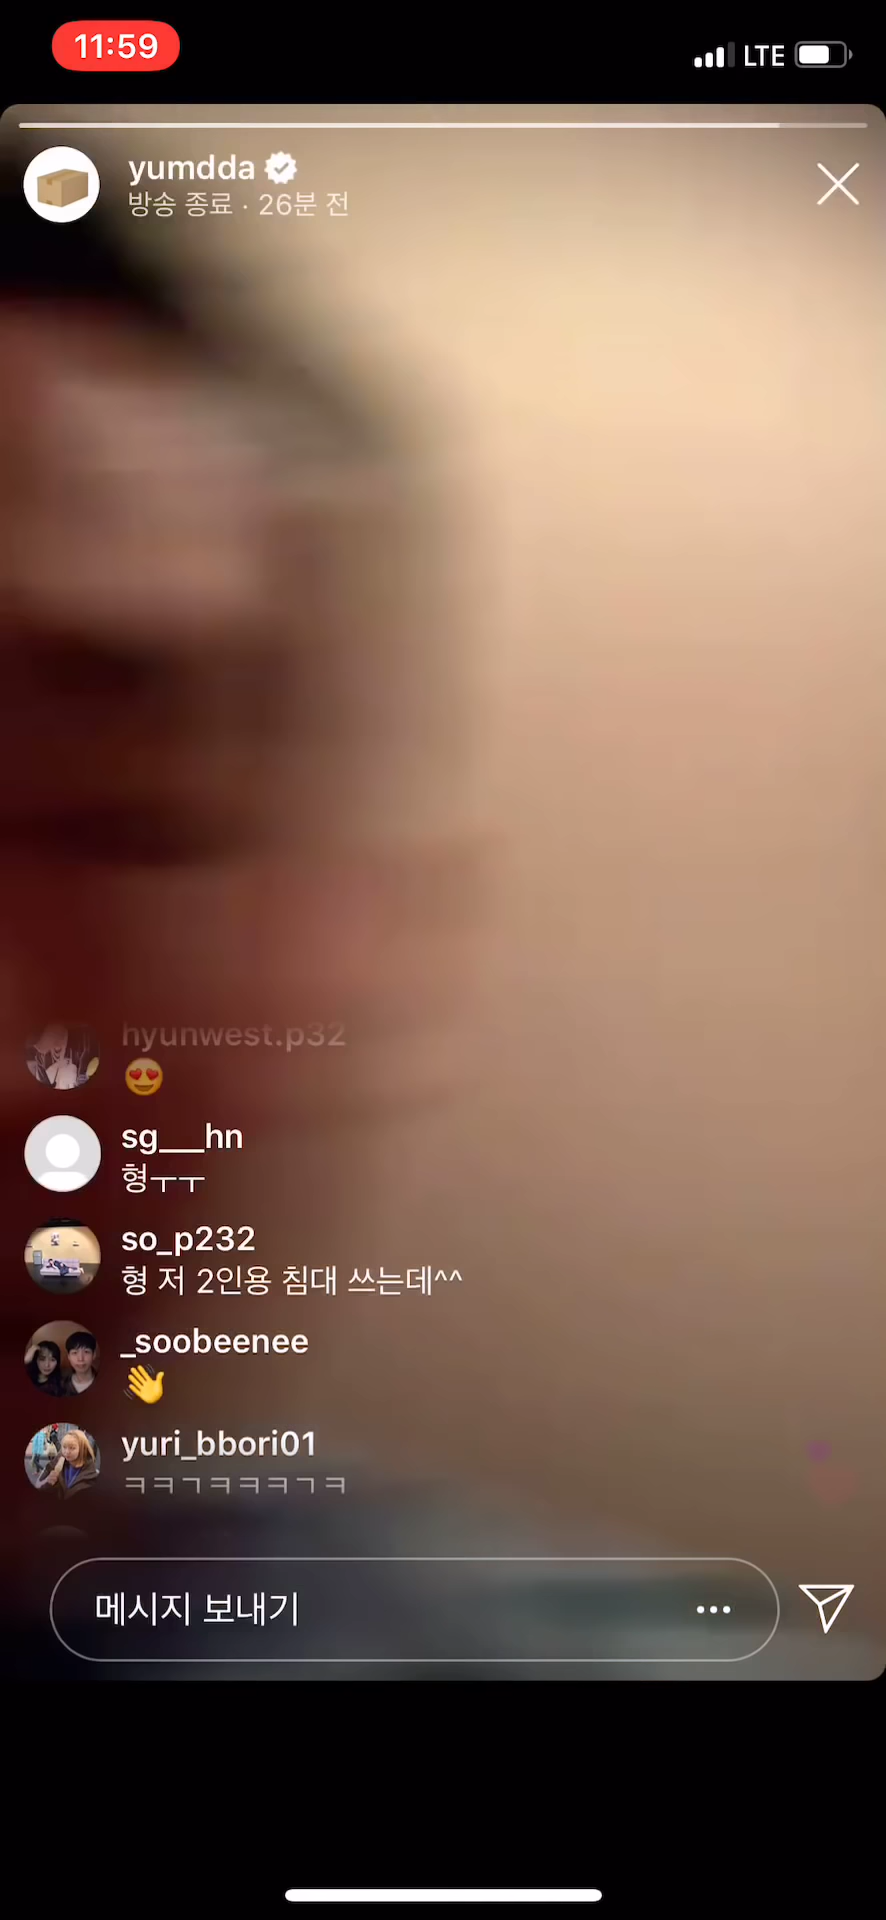 11:59
LTE
yumdda
방송 종료 · 26분 전
hyunwest.p32
😍
sg___hn
형ㅜㅜ
so_p232
형 저 2인용 침대 쓰는데^^
_soobeenee
👋
yuri_bbori01
ㅋㅋㄱㅋㅋㅋㄱㅋ
메시지 보내기